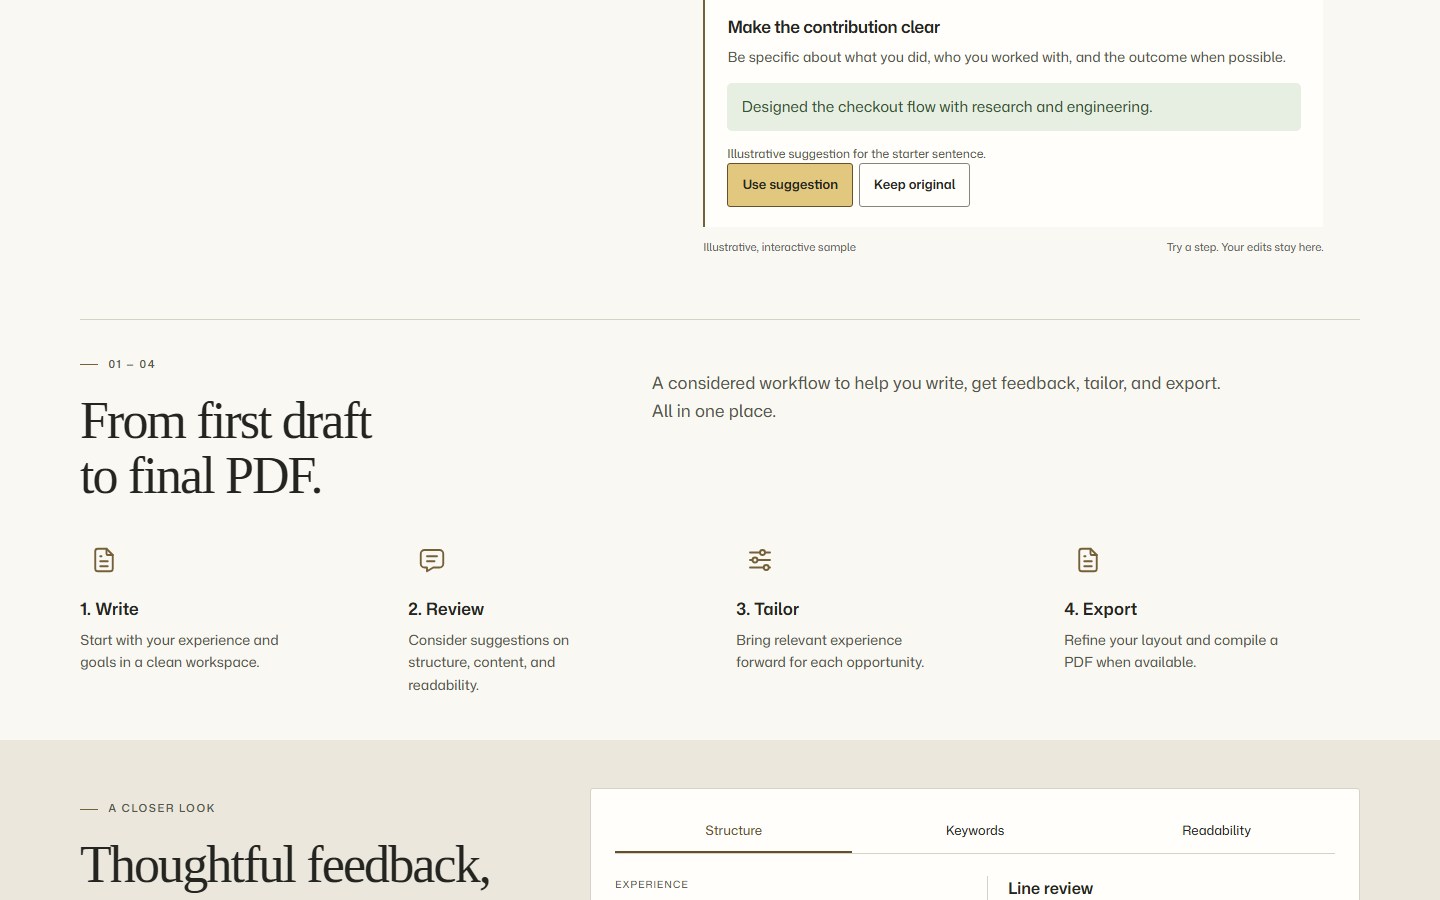 Make the contribution clear
Be specific about what you did, who you worked with, and the outcome when possible.
Designed the checkout flow with research and engineering.
Illustrative suggestion for the starter sentence.
Use suggestion
Keep original
Illustrative, interactive sample
Try a step. Your edits stay here.
01 – 04
From first draft
to final PDF.
A considered workflow to help you write, get feedback, tailor, and export.
All in one place.
1. Write
Start with your experience and
goals in a clean workspace.
2. Review
Consider suggestions on
structure, content, and
readability.
3. Tailor
Bring relevant experience
forward for each opportunity.
4. Export
Refine your layout and compile a
PDF when available.
A CLOSER LOOK
Thoughtful feedback,
Structure
Keywords
Readability
EXPERIENCE
Line review